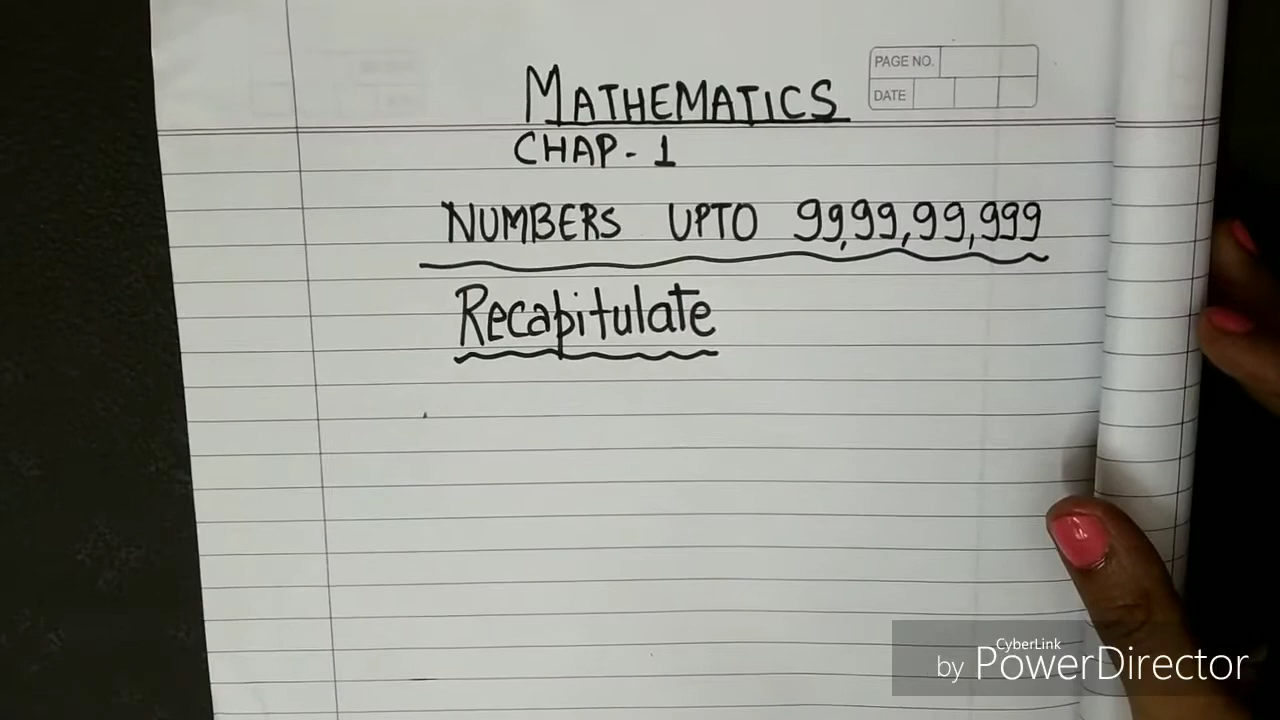 PAGE NO.
DATE
MATHEMATICS
CHAP - 1
NUMBERS UPTO 99,99,99,999
Recapitulate
CyberLink
by PowerDirector